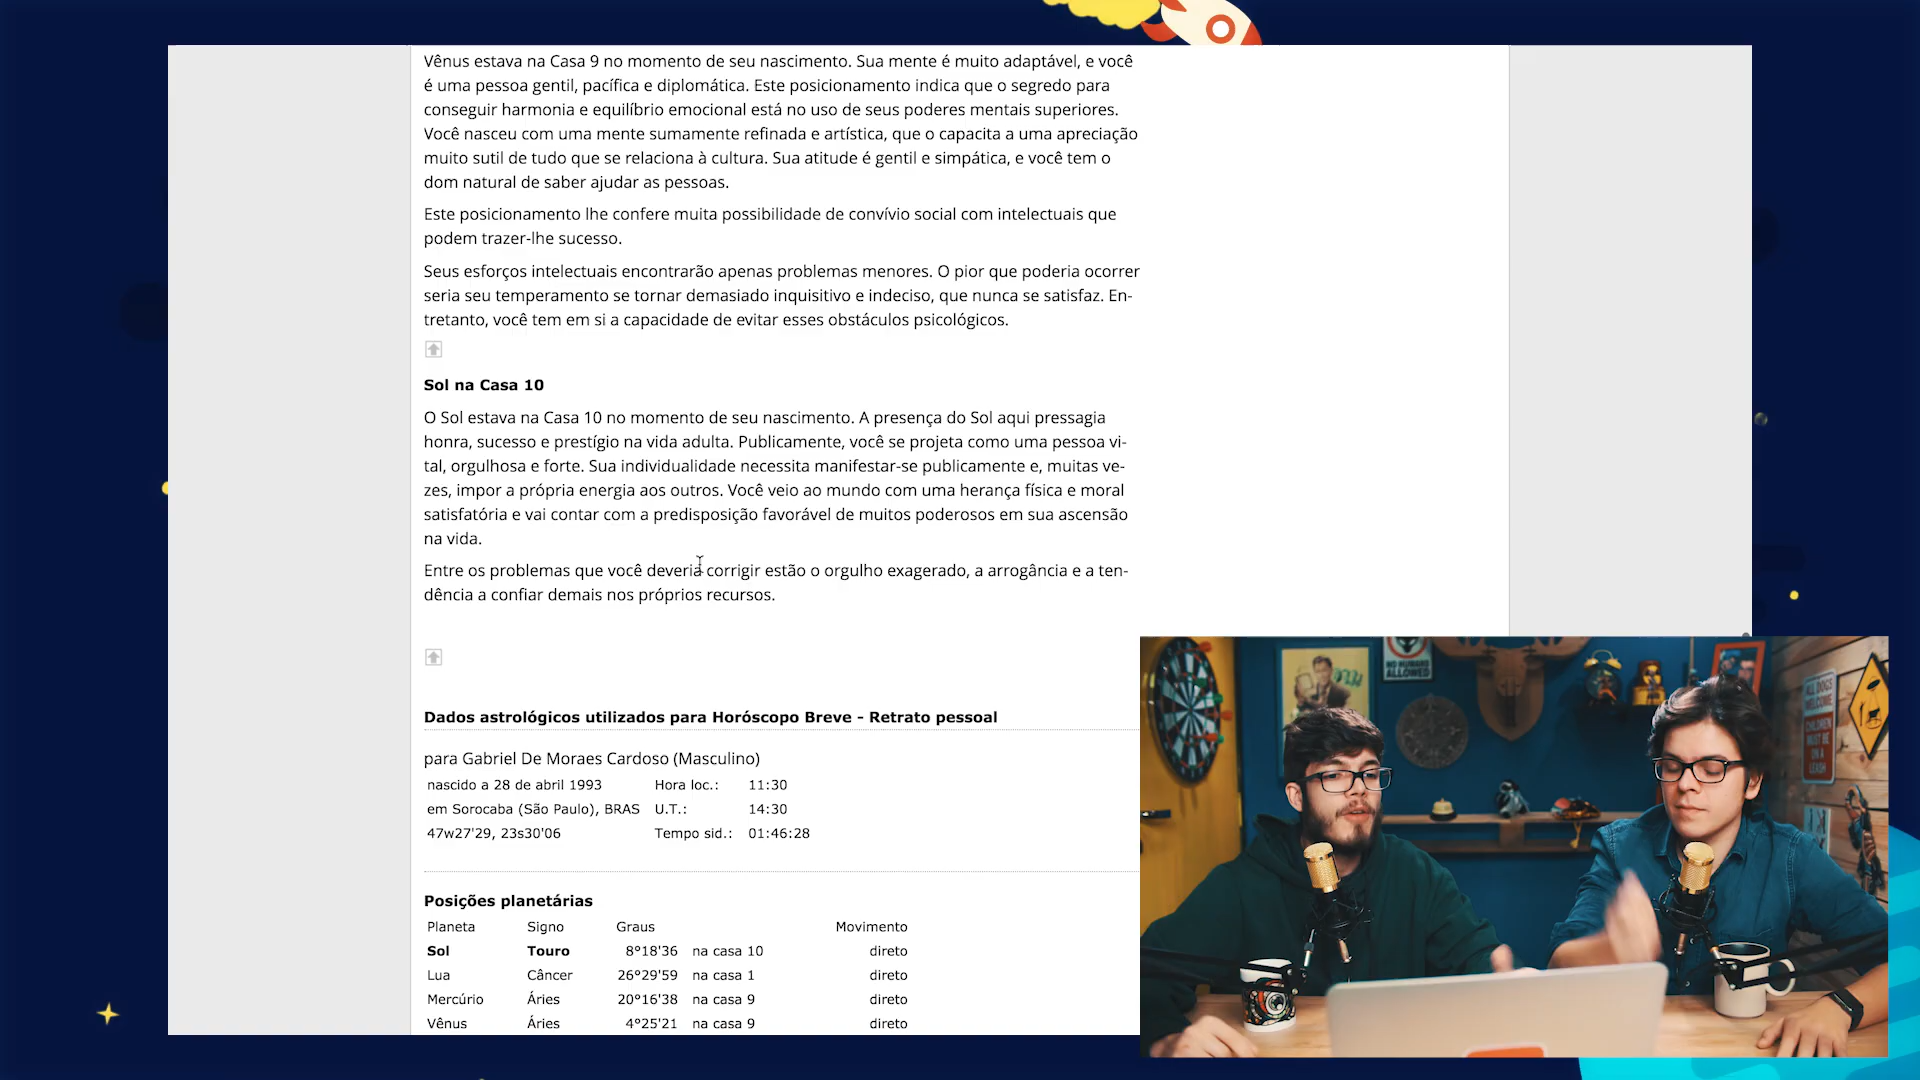 Vênus estava na Casa 9 no momento de seu nascimento. Sua mente é muito adaptável, e você
é uma pessoa gentil, pacífica e diplomática. Este posicionamento indica que o segredo para
conseguir harmonia e equilíbrio emocional está no uso de seus poderes mentais superiores.
Você nasceu com uma mente sumamente refinada e artística, que o capacita a uma apreciação
muito sutil de tudo que se relaciona à cultura. Sua atitude é gentil e simpática, e você tem o
dom natural de saber ajudar as pessoas.
Este posicionamento lhe confere muita possibilidade de convívio social com intelectuais que
podem trazer-lhe sucesso.
Seus esforços intelectuais encontrarão apenas problemas menores. O pior que poderia ocorrer
seria seu temperamento se tornar demasiado inquisitivo e indeciso, que nunca se satisfaz. En-
tretanto, você tem em si a capacidade de evitar esses obstáculos psicológicos.
Sol na Casa 10
O Sol estava na Casa 10 no momento de seu nascimento. A presença do Sol aqui pressagia
honra, sucesso e prestígio na vida adulta. Publicamente, você se projeta como uma pessoa vi-
tal, orgulhosa e forte. Sua individualidade necessita manifestar-se publicamente e, muitas ve-
zes, impor a própria energia aos outros. Você veio ao mundo com uma herança física e moral
satisfatória e vai contar com a predisposição favorável de muitos poderosos em sua ascensão
na vida.
Entre os problemas que você deveria corrigir estão o orgulho exagerado, a arrogância e a ten-
dência a confiar demais nos próprios recursos.
Dados astrológicos utilizados para Horóscopo Breve - Retrato pessoal
para Gabriel De Moraes Cardoso (Masculino)
nascido a 28 de abril 1993 Hora loc.: 11:30
em Sorocaba (São Paulo), BRAS U.T.: 14:30
47w27'29, 23s30'06 Tempo sid.: 01:46:28
Posições planetárias
Planeta Signo Graus Movimento
Sol Touro 8°18'36 na casa 10 direto
Lua Câncer 26°29'59 na casa 1 direto
Mercúrio Áries 20°16'38 na casa 9 direto
Vênus Áries 4°25'21 na casa 9 direto
NO HUMANS
ALLOWED
ALL DOGS
WELCOME
CHILDREN
MUST BE
ON A
LEASH